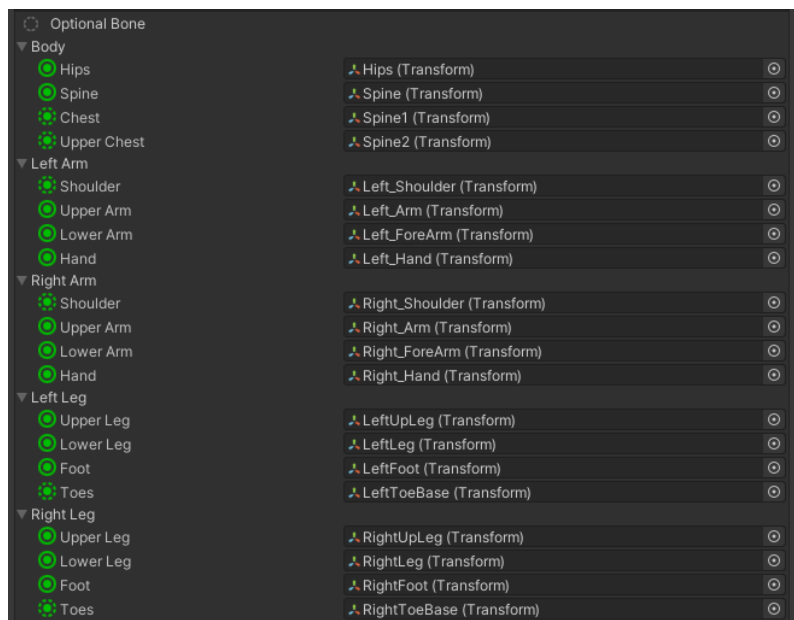 Optional Bone
Body
Hips Hips (Transform)
Spine Spine (Transform)
Chest Spine1 (Transform)
Upper Chest Spine2 (Transform)
Left Arm
Shoulder Left_Shoulder (Transform)
Upper Arm Left_Arm (Transform)
Lower Arm Left_ForeArm (Transform)
Hand Left_Hand (Transform)
Right Arm
Shoulder Right_Shoulder (Transform)
Upper Arm Right_Arm (Transform)
Lower Arm Right_ForeArm (Transform)
Hand Right_Hand (Transform)
Left Leg
Upper Leg LeftUpLeg (Transform)
Lower Leg LeftLeg (Transform)
Foot LeftFoot (Transform)
Toes LeftToeBase (Transform)
Right Leg
Upper Leg RightUpLeg (Transform)
Lower Leg RightLeg (Transform)
Foot RightFoot (Transform)
Toes RightToeBase (Transform)